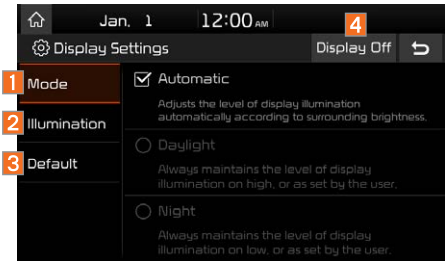 Jan. 1 12:00 AM
4
Display Settings Display Off
1 Mode
Automatic
Adjusts the level of display illumination
automatically according to surrounding brightness.
2 Illumination
Daylight
Always maintains the level of display
illumination on high, or as set by the user.
3 Default
Night
Always maintains the level of display
illumination on low, or as set by the user.